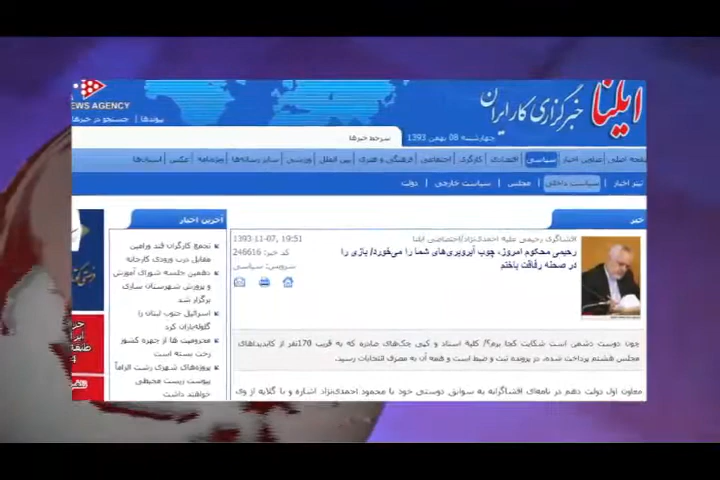 ایلنا
خبرگزاری کار ایران
NEWS AGENCY
پیوندها | جستجو در خبرها
چهارشنبه 08 بهمن 1393
سرخط خبرها
صفحه اصلی عناوین اخبار سیاسی اقتصادی کارگری اجتماعی فرهنگی و هنری بین الملل ورزشی سایر رسانه‌ها ویژه‌نامه عکس استان‌ها
تیتر اخبار | سیاست داخلی | مجلس | سیاست خارجی | دولت
خبر
افشاگری رحیمی علیه احمدی‌نژاد/اختصاصی ایلنا
1393-11-07, 19:51
رحیمی محکوم امروز، چوب آبروبری‌های شما را می‌خورد/ بازی را
در صحنه رفاقت باختم
کد خبر: 246616
سرویس: سیاسی
چون دوست دشمن است شکایت کجا برم؟/ کلیه اسناد و کپی چک‌های صادره که به قریب 170نفر از کاندیداهای
مجلس هشتم پرداخت شده، در پرونده ثبت و ضبط است و همه آن به مصرف انتخابات رسید.
معاون اول دولت دهم در نامه‌ای افشاگرانه به سوابق دوستی خود با محمود احمدی‌نژاد اشاره و با گلایه از وی
آخرین اخبار
تجمع کارگران قند ورامین
مقابل درب ورودی کارخانه
دهمین جلسه شورای آموزش
و پرورش شهرستان ساری
برگزار شد
اسرائیل جنوب لبنان را
گلوله‌باران کرد
محرومیت ها از چهره کشور
رخت بسته است
پروژه‌های شهری رشت الزاماً
پیوست زیست محیطی
خواهند داشت